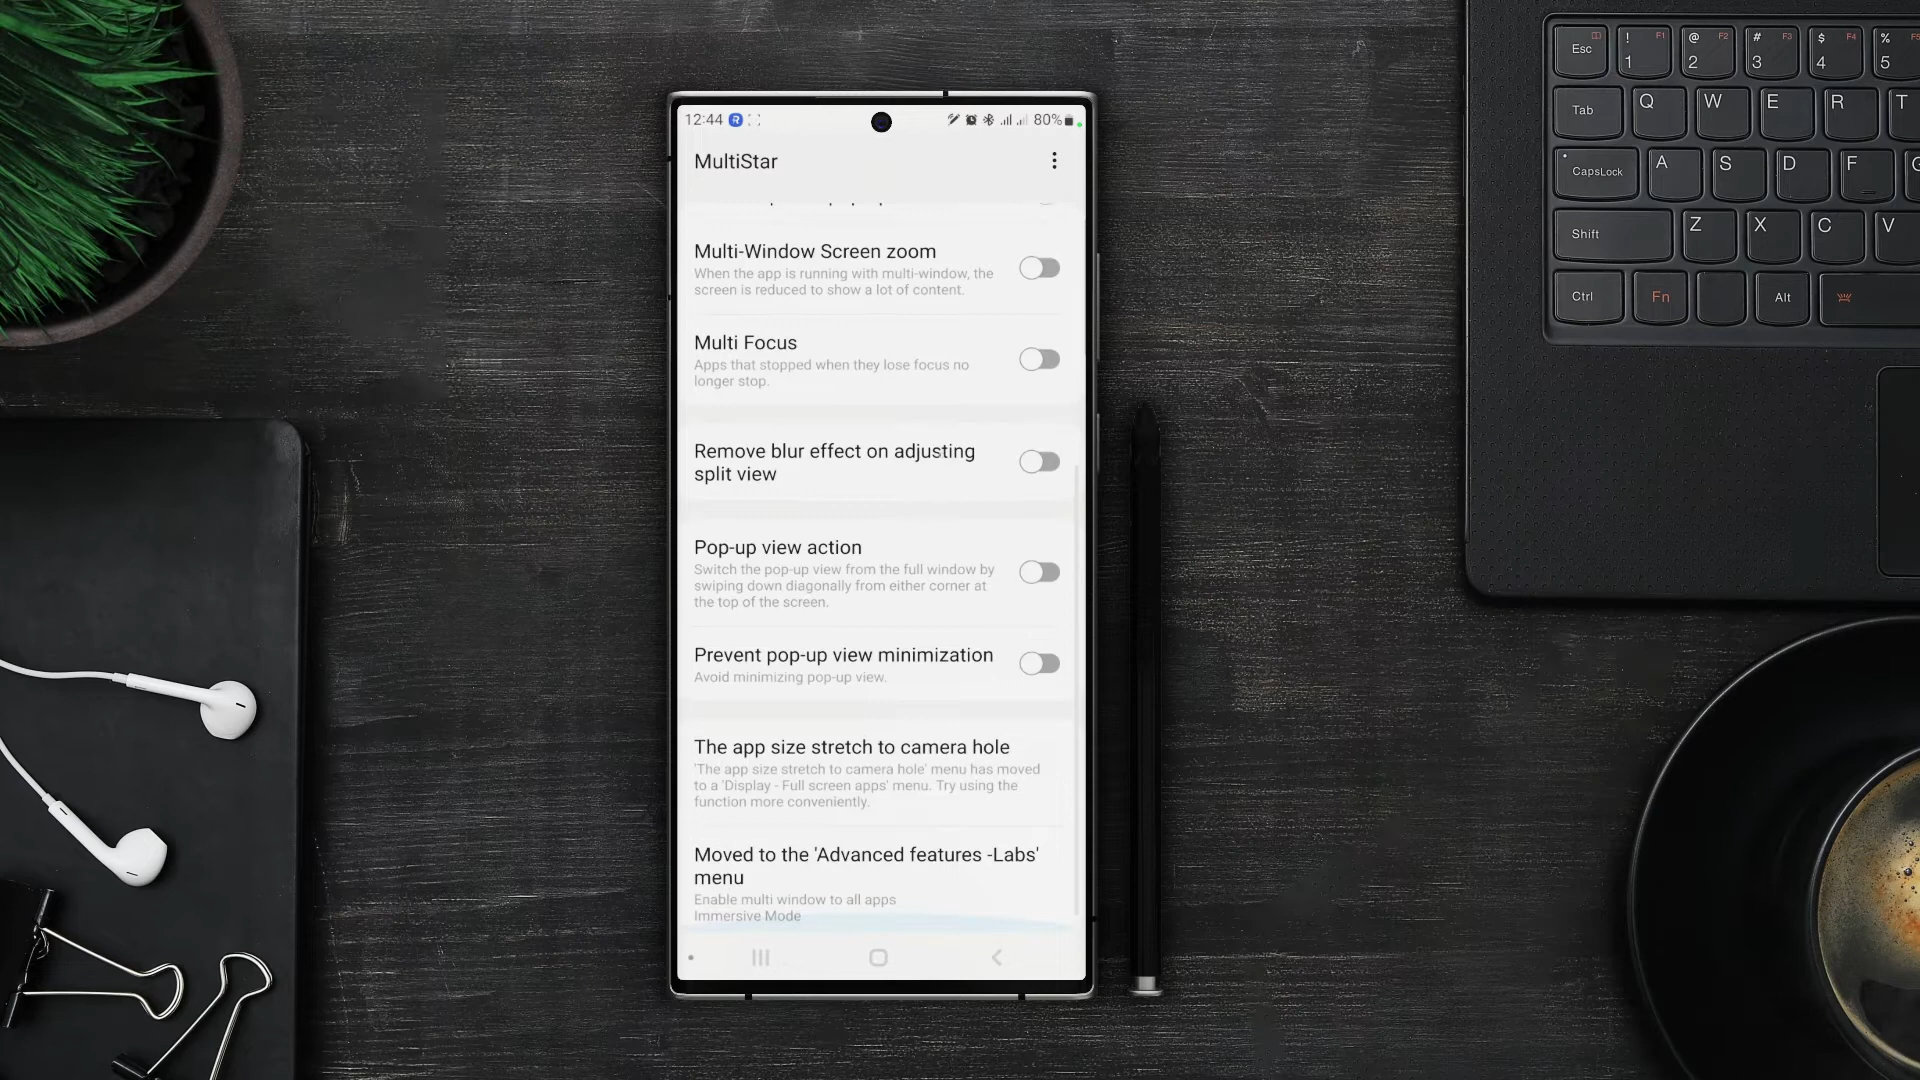 12:44 R 80%
MultiStar
Multi-Window Screen zoom
When the app is running with multi-window, the
screen is reduced to show a lot of content.
Multi Focus
Apps that stopped when they lose focus no
longer stop.
Remove blur effect on adjusting
split view
Pop-up view action
Switch the pop-up view from the full window by
swiping down diagonally from either corner at
the top of the screen.
Prevent pop-up view minimization
Avoid minimizing pop-up view.
The app size stretch to camera hole
'The app size stretch to camera hole' menu has moved
to a 'Display - Full screen apps' menu. Try using the
function more conveniently.
Moved to the 'Advanced features -Labs'
menu
Enable multi window to all apps
Immersive Mode
Esc ! 1 F1 @ 2 F2 # 3 F3 $ 4 F4 % 5
Tab Q W E R T
CapsLock A S D F
Shift Z X C V
Ctrl Fn Alt